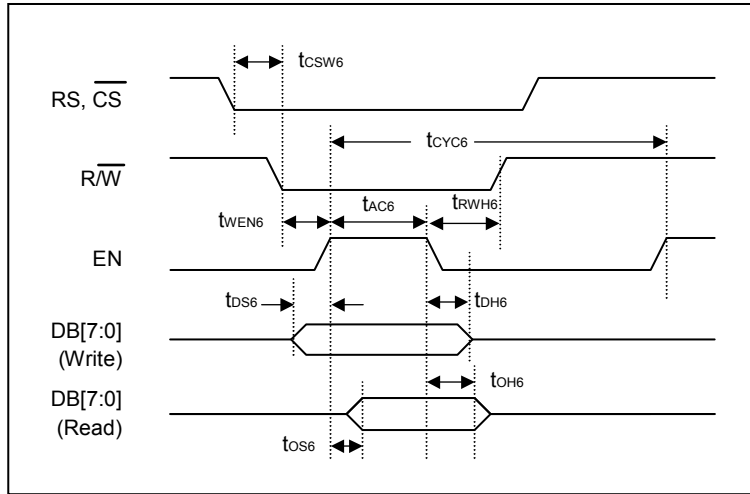 tCSW6
RS, CS
tCYC6
R/W
tWEN6 tAC6 tRWH6
EN
tDS6 tDH6
DB[7:0]
(Write)
tOH6
DB[7:0]
(Read)
tOS6